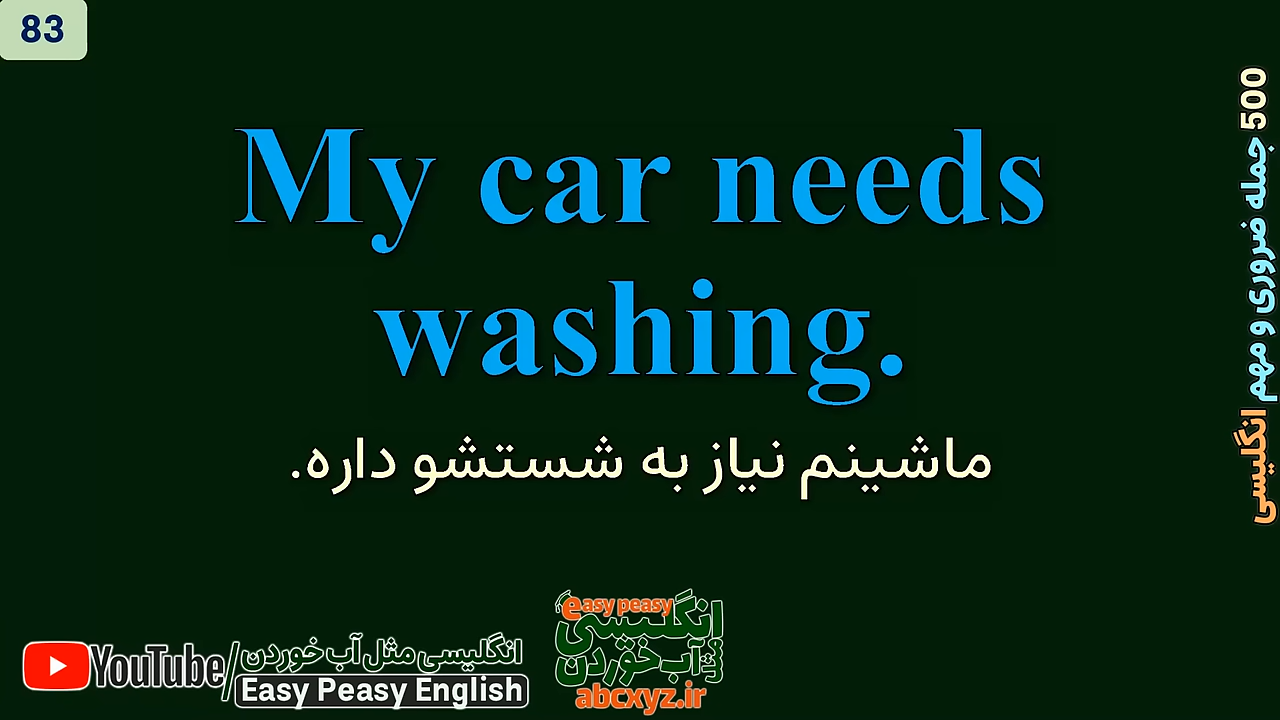 83
My car needs
washing.
ماشینم نیاز به شستشو داره.
500 جمله ضروری و مهم انگلیسی
YouTube/انگلیسی مثل آب خوردن
Easy Peasy English
easy peasy
انگلیسی
مثل
آب خوردن
abcxyz.ir